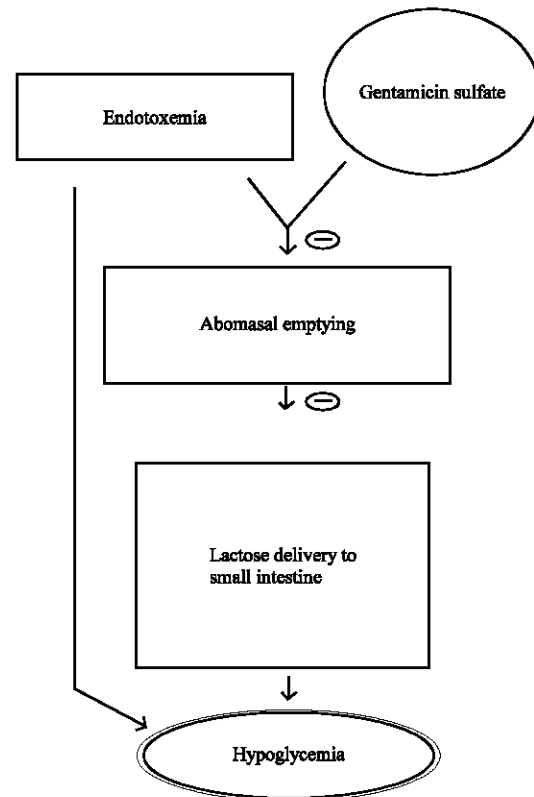 Gentamicin sulfate
Endotoxemia
Abomasal emptying
Lactose delivery to
small intestine
Hypoglycemia